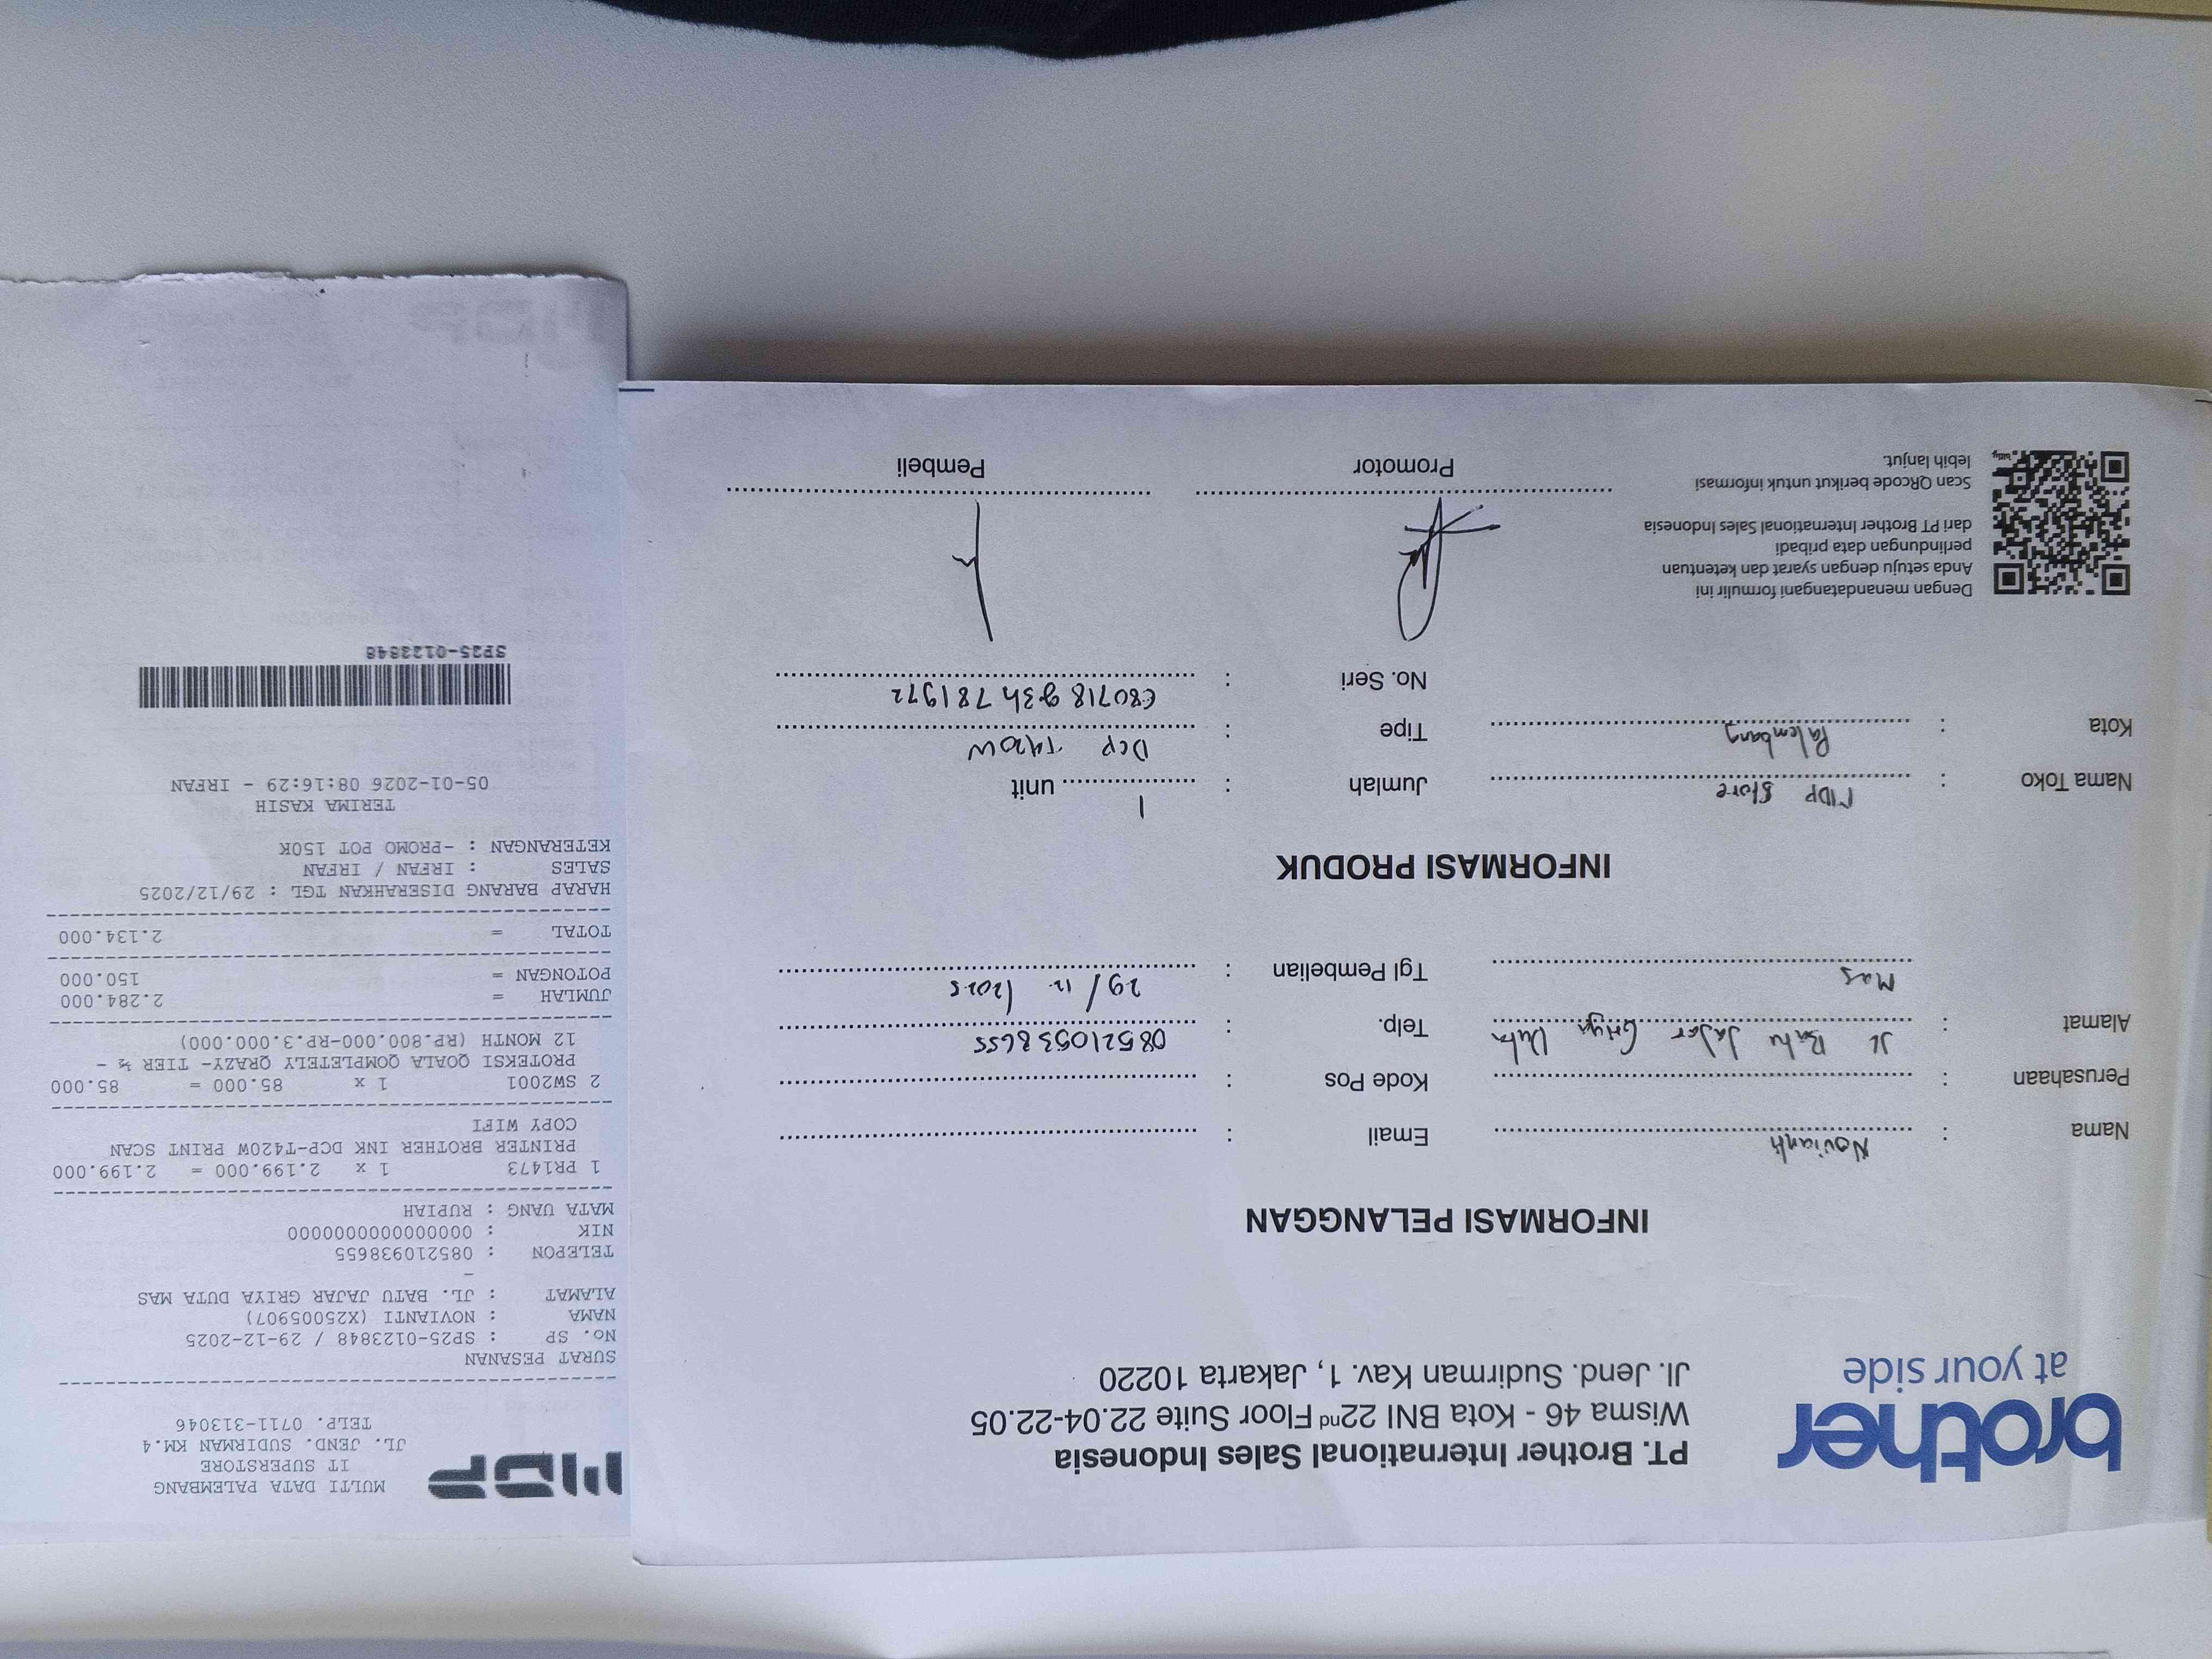 brother
at your side
PT. Brother International Sales Indonesia
Wisma 46 - Kota BNI 22nd Floor Suite 22.04-22.05
Jl. Jend. Sudirman Kav. 1, Jakarta 10220
INFORMASI PELANGGAN
Nama : Novianti Email :
Perusahaan : Kode Pos :
Alamat : Jl Batu Jajar Griya Duta Telp. : 085210538655
Mas Tgl Pembelian : 29/12/2025
INFORMASI PRODUK
Nama Toko : MDP Store Jumlah : 1 unit
Kota : Palembang Tipe : DCP T420W
No. Seri :
Dengan menandatangani formulir ini
Anda setuju dengan syarat dan ketentuan
perlindungan data pribadi
dari PT Brother International Sales Indonesia
Scan QRcode berikut untuk informasi
lebih lanjut.
Promotor Pembeli
MDP
MULTI DATA PALEMBANG
IT SUPERSTORE
JL. JEND. SUDIRMAN KM.4
TELP. 0711-313046
SURAT PESANAN
No. SP : SP25-0123848 / 29-12-2025
NAMA : NOVIANTI (X25005907)
ALAMAT : JL. BATU JAJAR GRIYA DUTA MAS
-
TELEPON : 085210938655
NIK : 0000000000000000
MATA UANG : RUPIAH
1 PR1473 1 x 2.199.000 = 2.199.000
PRINTER BROTHER INK DCP-T420W PRINT SCAN
COPY WIFI
2 SW2001 1 x 85.000 = 85.000
PROTEKSI QOALA QOMPLETELY QRAZY- TIER ½ -
12 MONTH (RP.800.000-RP.3.000.000)
JUMLAH = 2.284.000
POTONGAN = 150.000
TOTAL = 2.134.000
HARAP BARANG DISERAHKAN TGL : 29/12/2025
SALES : IRFAN / IRFAN
KETERANGAN : -PROMO POT 150K
TERIMA KASIH
05-01-2026 08:16:29 - IRFAN
SP25-0123848